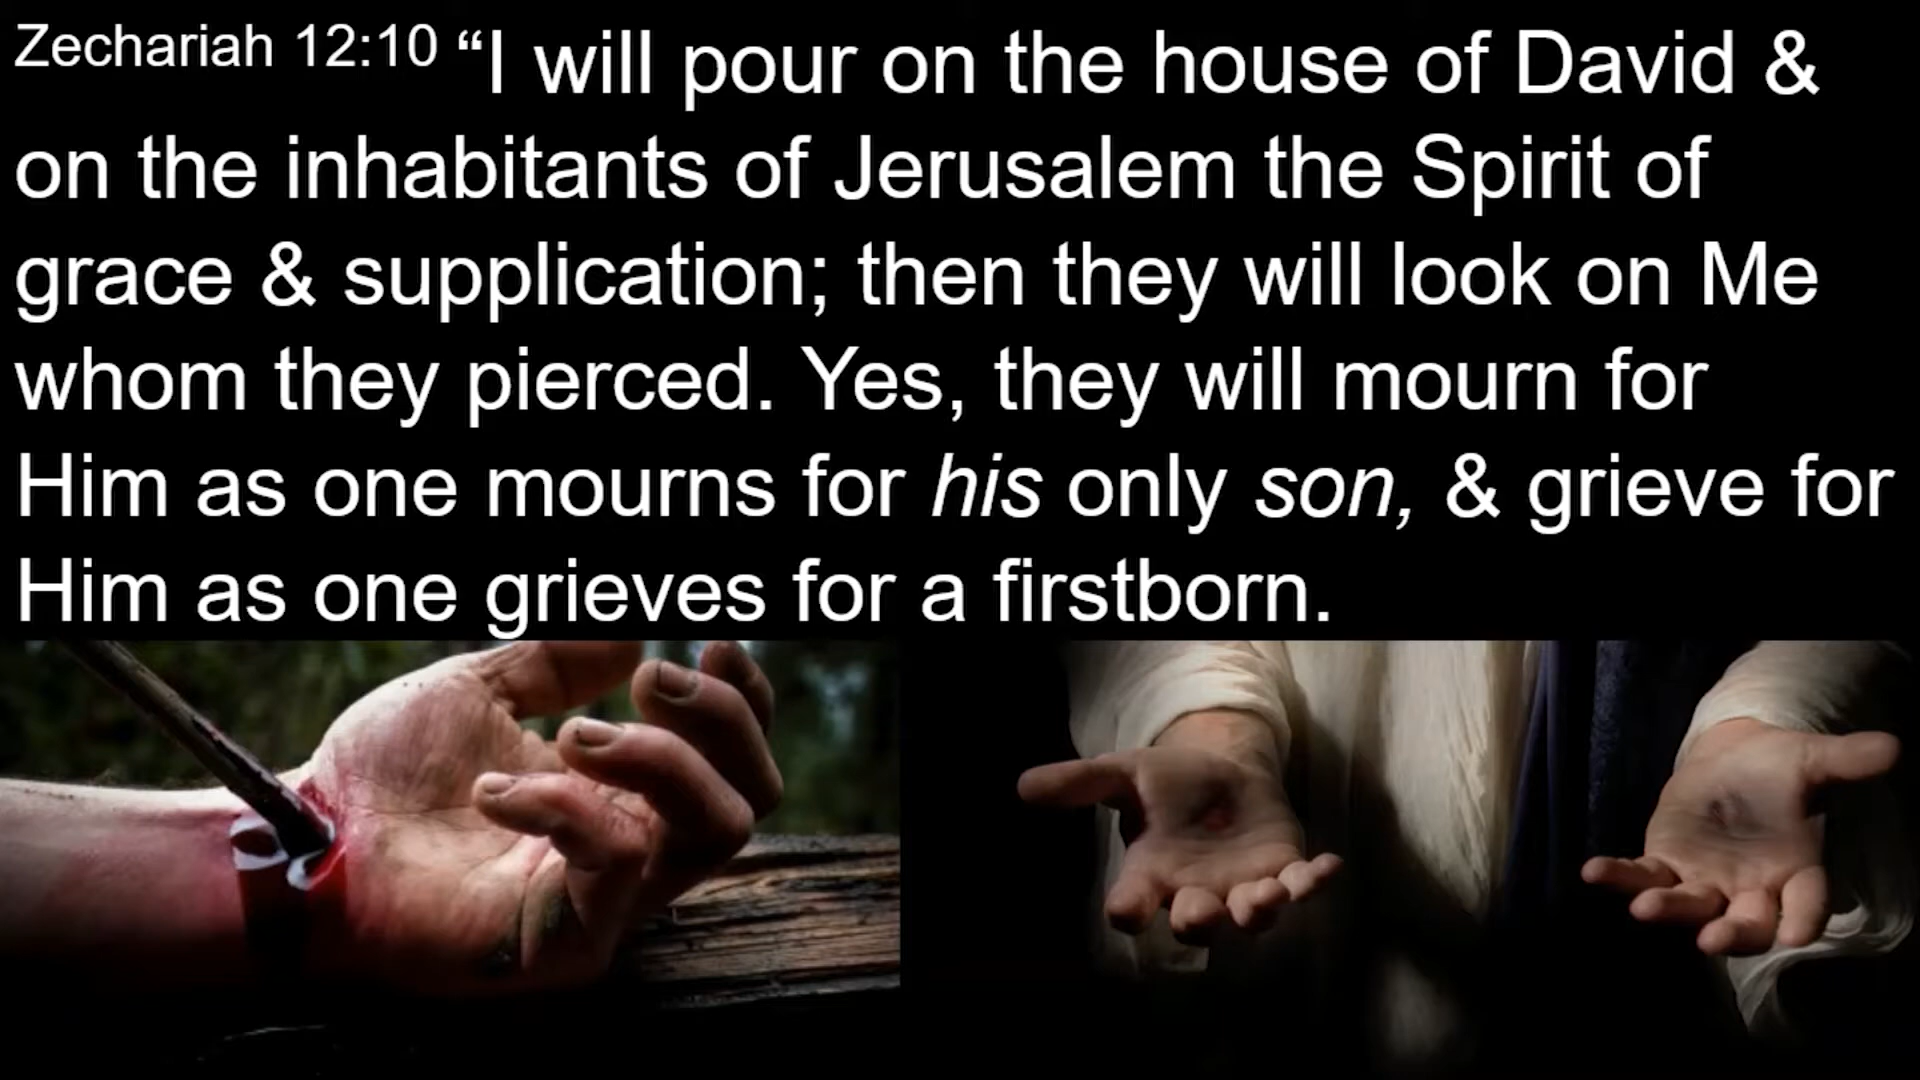 Zechariah 12:10 “I will pour on the house of David &
on the inhabitants of Jerusalem the Spirit of
grace & supplication; then they will look on Me
whom they pierced. Yes, they will mourn for
Him as one mourns for his only son, & grieve for
Him as one grieves for a firstborn.